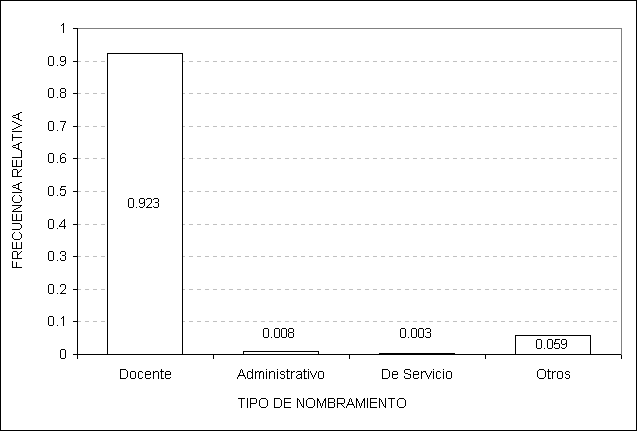 1
0.9
0.8
0.7
0.6
0.5
0.4
0.3
0.2
0.1
0
FRECUENCIA RELATIVA
0.923
0.008
0.003
0.059
Docente
Administrativo
De Servicio
Otros
TIPO DE NOMBRAMIENTO